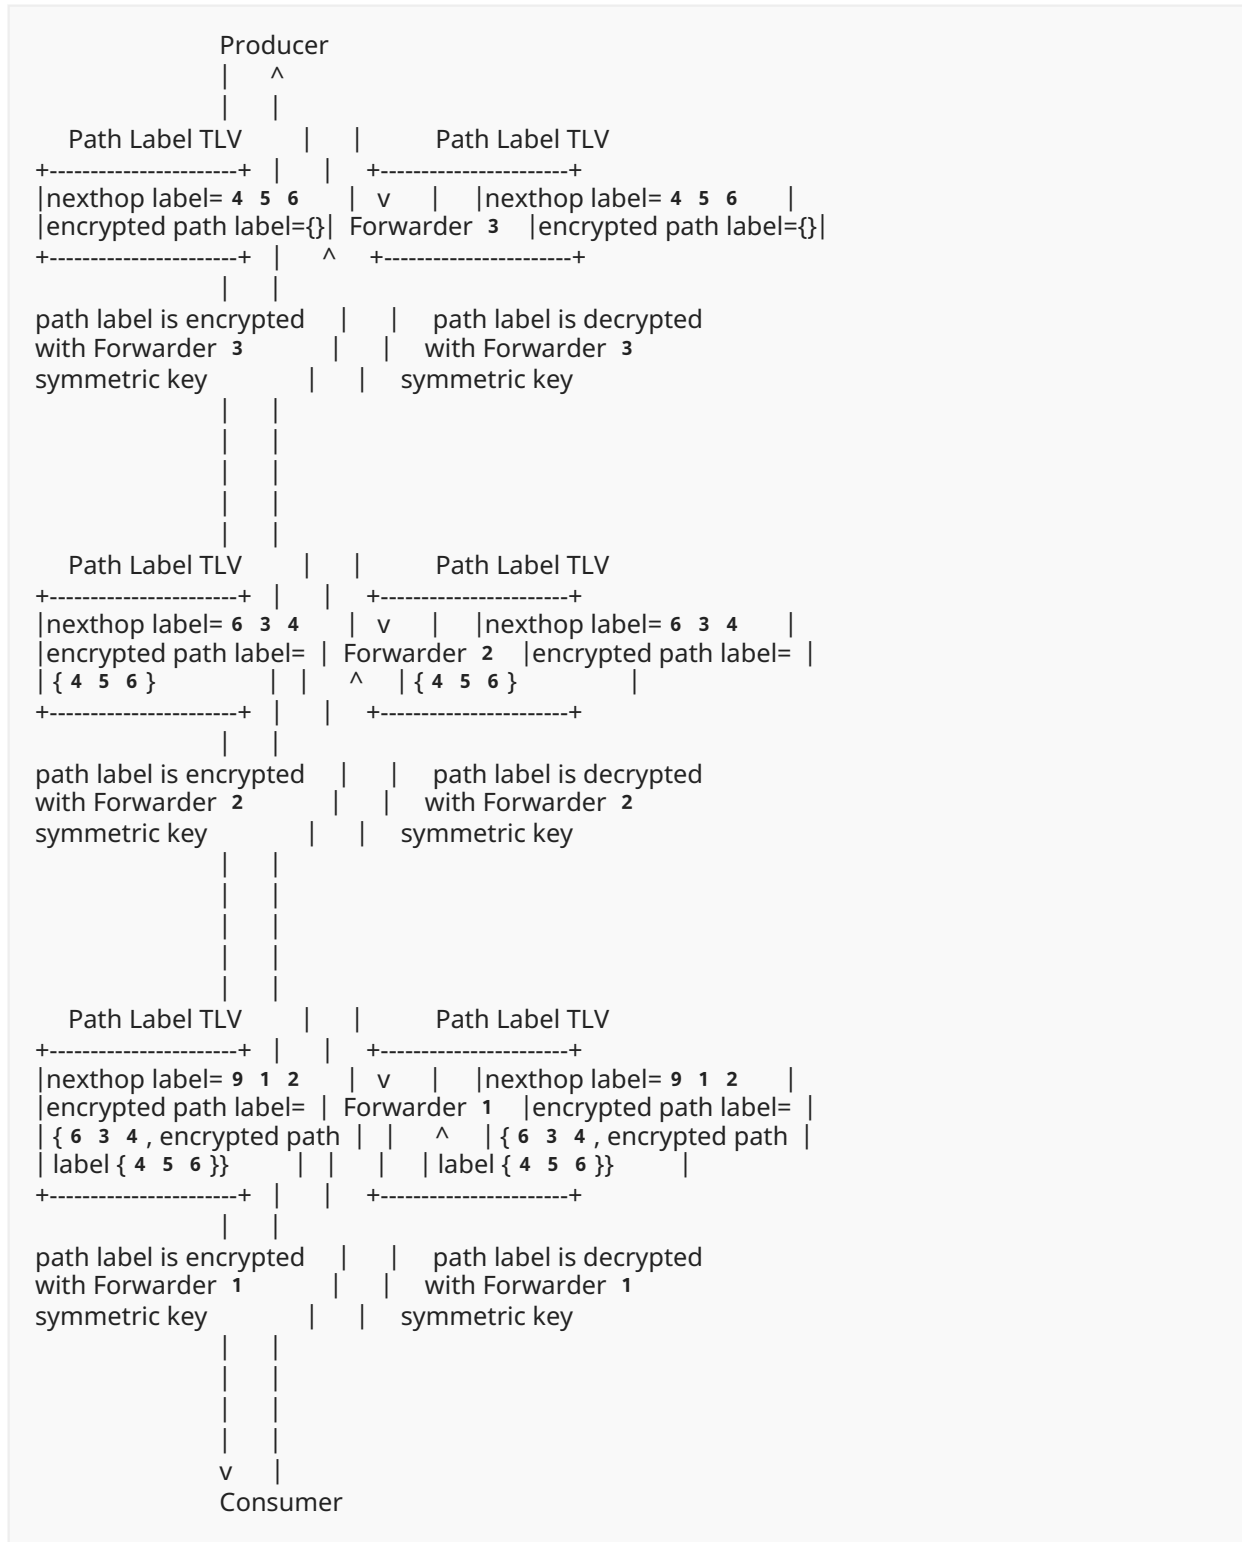 Producer
|      ^
|      |
Path Label TLV        |     |         Path Label TLV
+-----------------------+   |     |     +-----------------------+
|nexthop label= 4 5 6      |   v     |     |nexthop label= 4 5 6      |
|encrypted path label={}|  Forwarder 3   |encrypted path label={}|
+-----------------------+   |     ^     +-----------------------+
|      |
path label is encrypted     |     |     path label is decrypted
with Forwarder 3           |     |     with Forwarder 3
symmetric key             |     |     symmetric key
|      |
|      |
|      |
|      |
|      |
Path Label TLV        |     |         Path Label TLV
+-----------------------+   |     |     +-----------------------+
|nexthop label= 6 3 4      |   v     |     |nexthop label= 6 3 4      |
|encrypted path label=  |  Forwarder 2   |encrypted path label=  |
| { 4 5 6 }              |   |     ^     | { 4 5 6 }              |
+-----------------------+   |     |     +-----------------------+
|      |
path label is encrypted     |     |     path label is decrypted
with Forwarder 2           |     |     with Forwarder 2
symmetric key             |     |     symmetric key
|      |
|      |
|      |
|      |
|      |
Path Label TLV        |     |         Path Label TLV
+-----------------------+   |     |     +-----------------------+
|nexthop label= 9 1 2      |   v     |     |nexthop label= 9 1 2      |
|encrypted path label=  |  Forwarder 1   |encrypted path label=  |
| { 6 3 4 , encrypted path  |   |     ^     | { 6 3 4 , encrypted path  |
| label { 4 5 6 }}        |   |     |     | label { 4 5 6 }}        |
+-----------------------+   |     |     +-----------------------+
|      |
path label is encrypted     |     |     path label is decrypted
with Forwarder 1           |     |     with Forwarder 1
symmetric key             |     |     symmetric key
|      |
|      |
|      |
|      |
v      |
Consumer